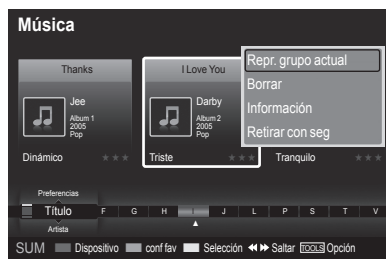 Música
Thanks
Jee
Album 1
2005
Pop
Dinámico
I Love You
Darby
Album 2
2005
Pop
Triste
Tranquilo
Repr. grupo actual
Borrar
Información
Retirar con seg
Preferencias
Título F G H I J L P S T V
Artista
SUM Dispositivo conf fav Selección Saltar TOOLS Opción